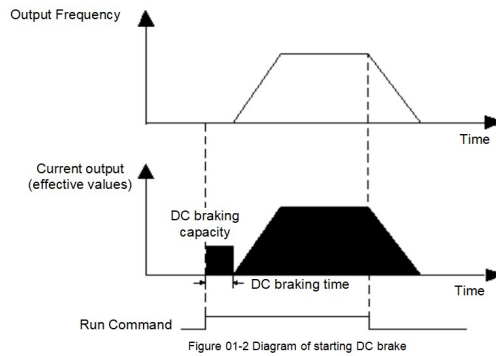 Output Frequency
Time
Current output
(effective values)
DC braking
capacity
DC braking time
Time
Run Command
Figure 01-2 Diagram of starting DC brake